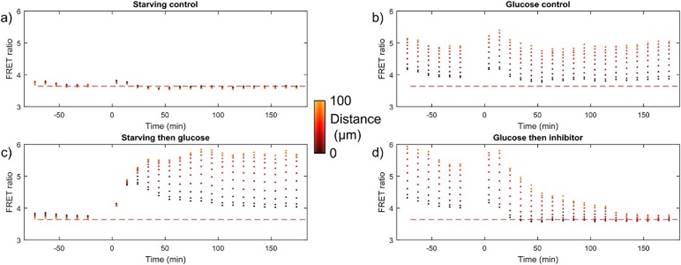 Starving control
a)
6
5
4
3
FRET ratio
-50 0 50 100 150
Time (min)
Glucose control
b)
6
5
4
3
FRET ratio
-50 0 50 100 150
Time (min)
100
Distance
(µm)
0
Starving then glucose
c)
6
5
4
3
FRET ratio
-50 0 50 100 150
Time (min)
Glucose then inhibitor
d)
6
5
4
3
FRET ratio
-50 0 50 100 150
Time (min)